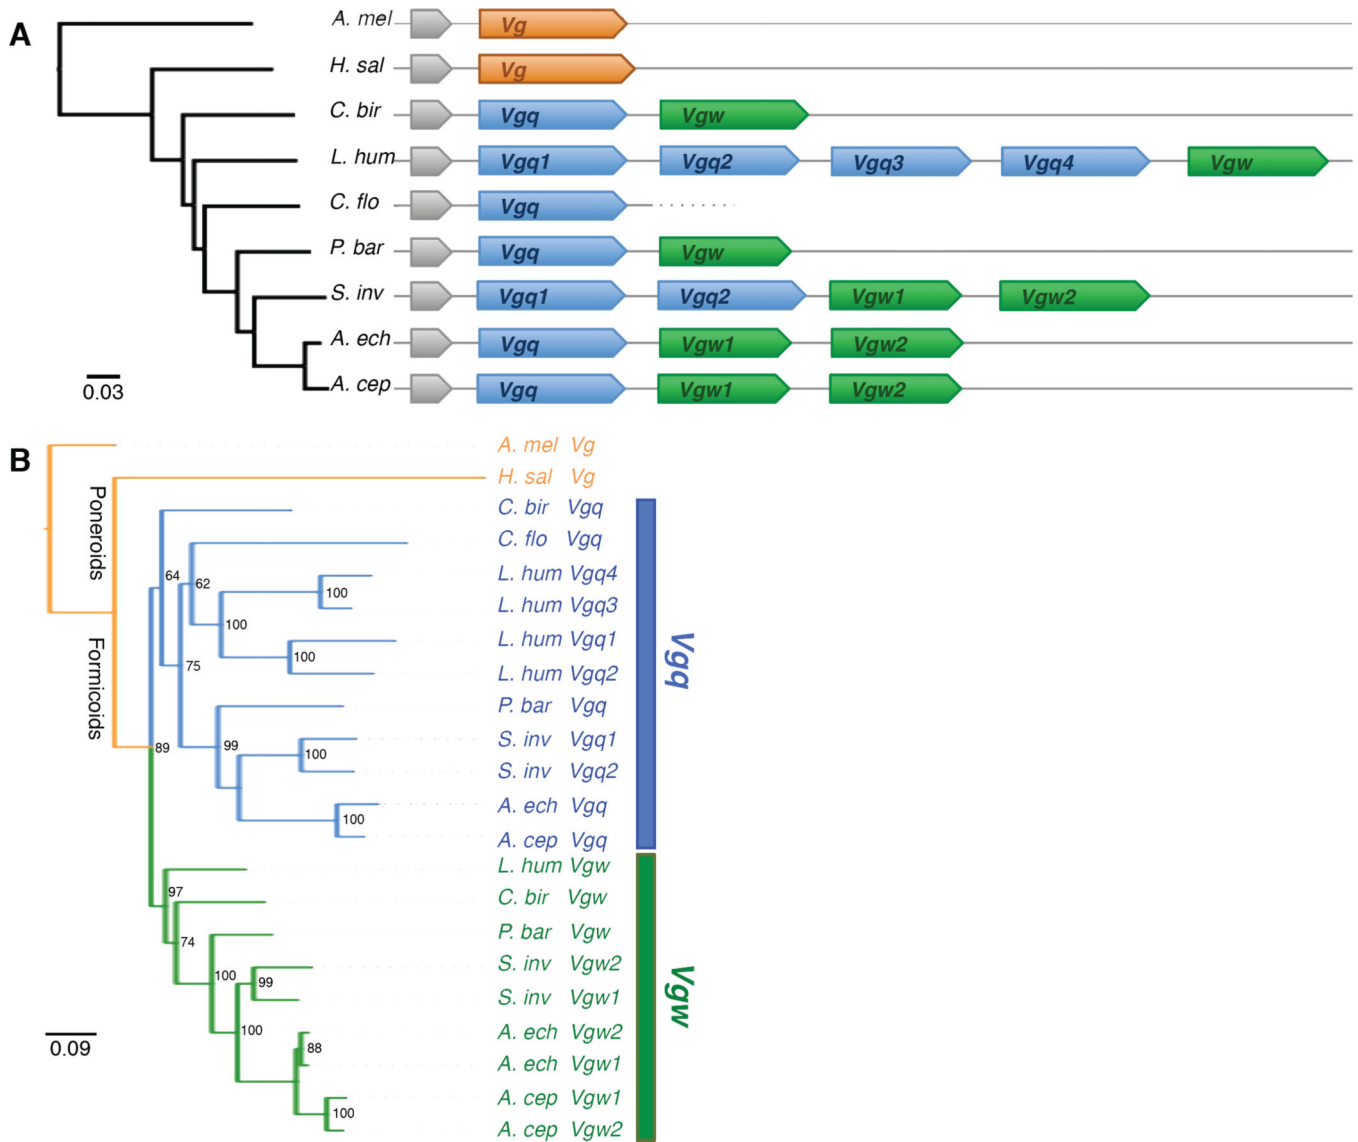 A
A. mel Vg
H. sal Vg
C. bir Vgq Vgw
L. hum Vgq1 Vgq2 Vgq3 Vgq4 Vgw
C. flo Vgq
P. bar Vgq Vgw
S. inv Vgq1 Vgq2 Vgw1 Vgw2
A. ech Vgq Vgw1 Vgw2
A. cep Vgq Vgw1 Vgw2
0.03
B
A. mel Vg
H. sal Vg
Poneroids
Formicoids
C. bir Vgq
C. flo Vgq
64 62
L. hum Vgq4
100
L. hum Vgq3
100
L. hum Vgq1
100
75
L. hum Vgq2
P. bar Vgq
89 99
S. inv Vgq1
100
S. inv Vgq2
A. ech Vgq
100
A. cep Vgq
Vgq
L. hum Vgw
97
C. bir Vgw
P. bar Vgw
74
S. inv Vgw2
100 99
S. inv Vgw1
100
A. ech Vgw2
88
A. ech Vgw1
A. cep Vgw1
100
A. cep Vgw2
Vgw
0.09